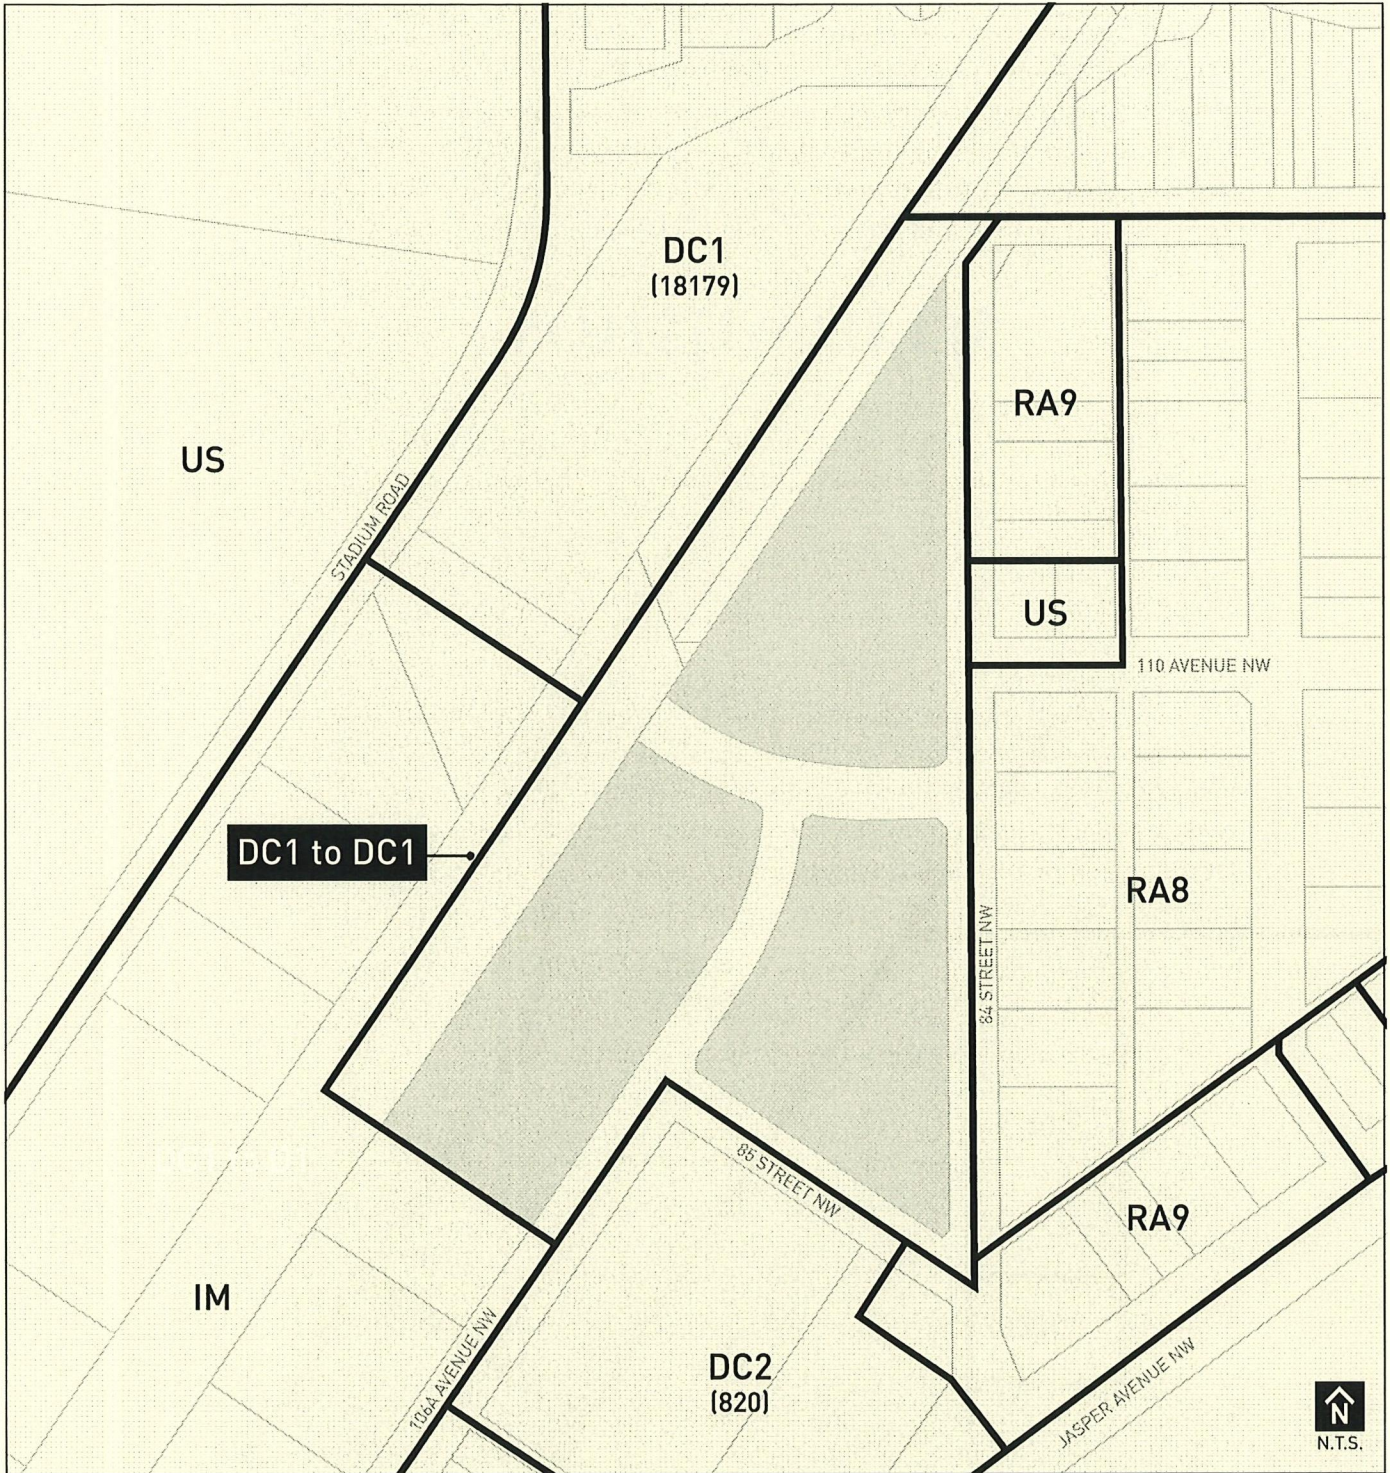 DC1
(18179)
RA9
US
STADIUM ROAD
US
110 AVENUE NW
DC1 to DC1
RA8
84 STREET NW
85 STREET NW
RA9
IM
106A AVENUE NW
DC2
(820)
JASPER AVENUE NW
N
N.T.S.